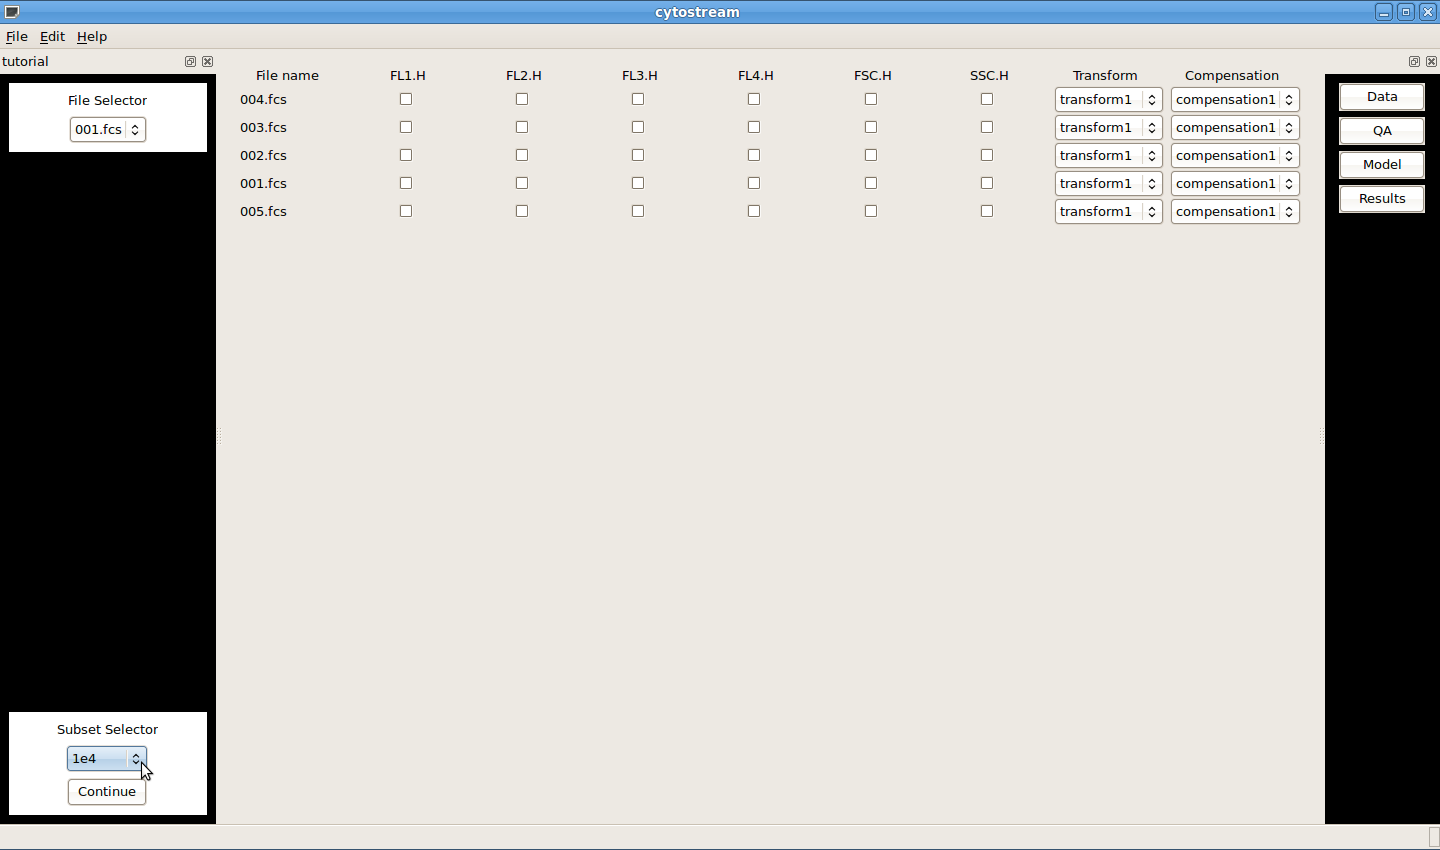 cytostream
File Edit Help
tutorial
File Selector
001.fcs
File name FL1.H FL2.H FL3.H FL4.H FSC.H SSC.H Transform Compensation
004.fcs transform1 compensation1
003.fcs transform1 compensation1
002.fcs transform1 compensation1
001.fcs transform1 compensation1
005.fcs transform1 compensation1
Data
QA
Model
Results
Subset Selector
1e4
Continue